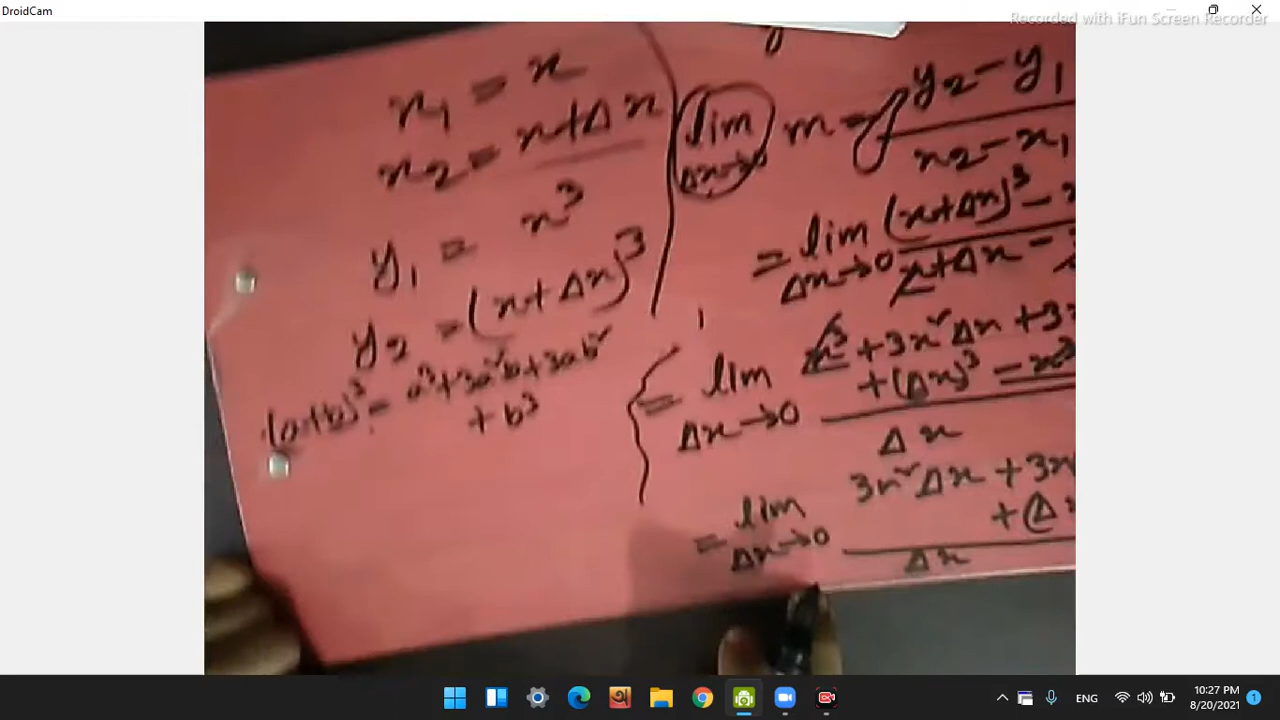 DroidCam
Recorded with iFun Screen Recorder
x₁ = x
x₂ = x+Δx
y₁ = x³
y₂ = (x+Δx)³
(a+b)³ = a³+3a²b+3ab²
+ b³
lim m = y₂-y₁
Δx→0 x₂-x₁
= lim (x+Δx)³ -
Δx→0 x+Δx -
= lim x³ +3x²Δx +3x
+(Δx)³ -x³
Δx→0 Δx
= lim 3x²Δx +3x
+(Δ
Δx→0 Δx
ENG
10:27 PM
8/20/2021
1